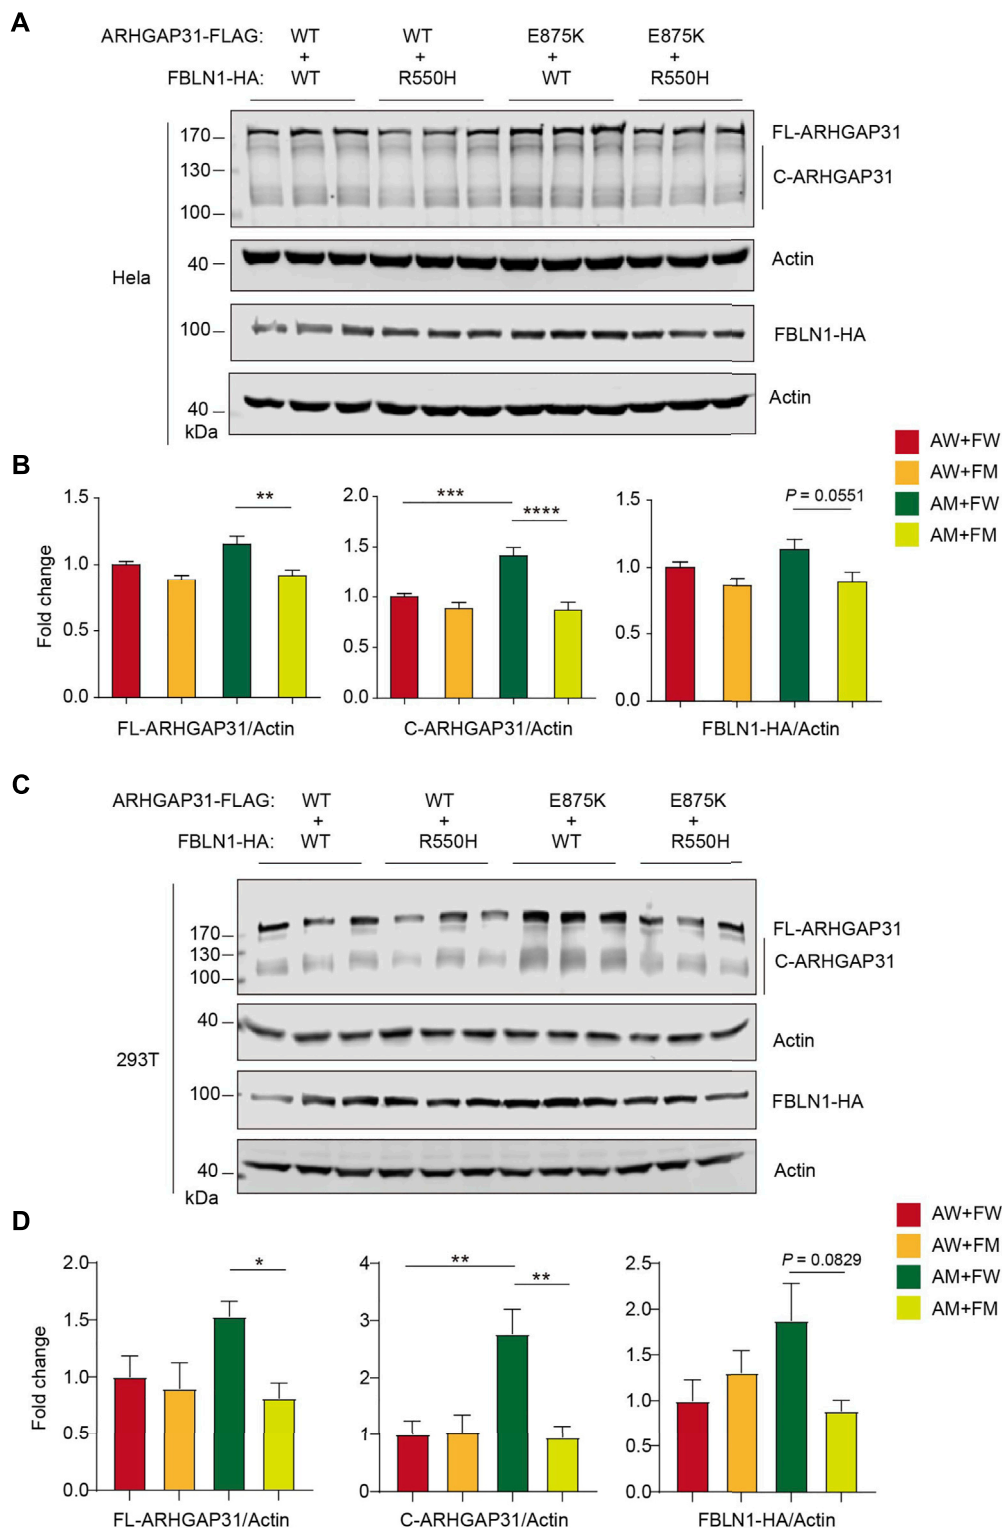 A
ARHGAP31-FLAG: WT WT E875K E875K
+ + + +
FBLN1-HA: WT R550H WT R550H
170
130
100
FL-ARHGAP31
C-ARHGAP31
Hela
40
Actin
100
FBLN1-HA
40
kDa
Actin
B
AW+FW
AW+FM
AM+FW
AM+FM
Fold change
1.5
1.0
0.5
0.0
**
FL-ARHGAP31/Actin
2.0
1.5
1.0
0.5
0.0
***
****
C-ARHGAP31/Actin
1.5
1.0
0.5
0.0
P = 0.0551
FBLN1-HA/Actin
C
ARHGAP31-FLAG: WT WT E875K E875K
+ + + +
FBLN1-HA: WT R550H WT R550H
170
130
100
FL-ARHGAP31
C-ARHGAP31
293T
40
Actin
100
FBLN1-HA
40
kDa
Actin
D
AW+FW
AW+FM
AM+FW
AM+FM
Fold change
2.0
1.5
1.0
0.5
0.0
*
FL-ARHGAP31/Actin
4
3
2
1
0
**
**
C-ARHGAP31/Actin
2.5
2.0
1.5
1.0
0.5
0.0
P = 0.0829
FBLN1-HA/Actin